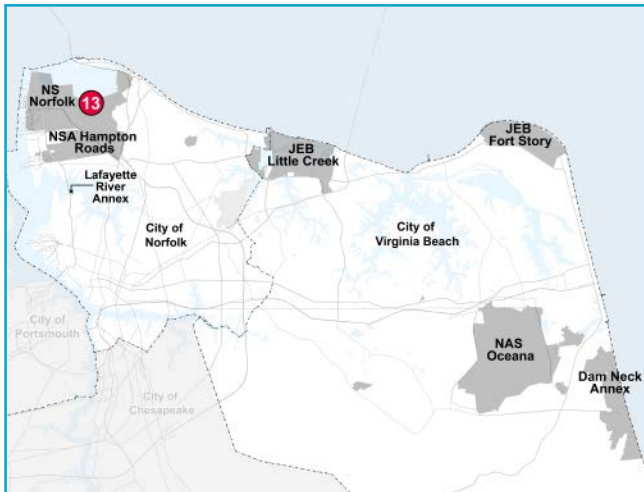 NS
Norfolk
13
NSA Hampton
Roads
Lafayette
River
Annex
City of
Norfolk
JEB
Little Creek
JEB
Fort Story
City of
Virginia Beach
City of
Portsmouth
City of
Chesapeake
NAS
Oceana
Dam Neck
Annex